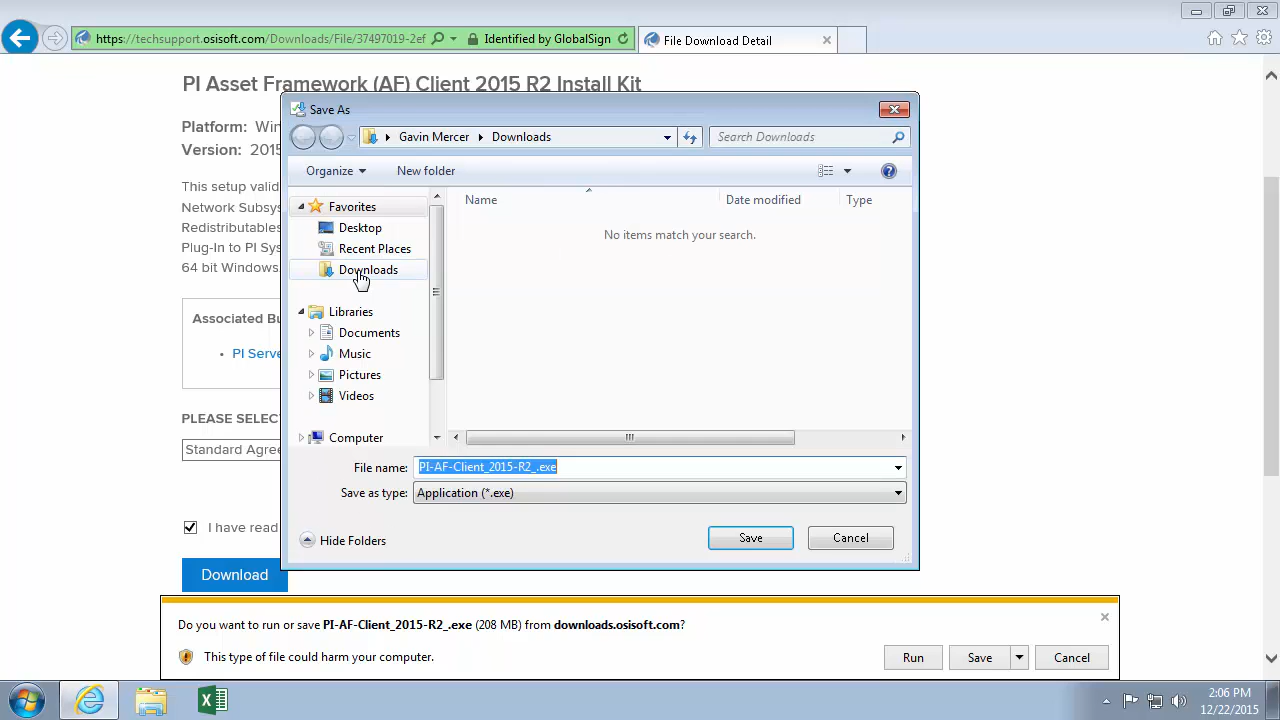 https://techsupport.osisoft.com/Downloads/File/37497019-2ef
Identified by GlobalSign
File Download Detail
PI Asset Framework (AF) Client 2015 R2 Install Kit
Platform: Win
Version: 2015
This setup valid
Network Subsys
Redistributables
Plug-In to PI Sys
64 bit Windows.
Associated Bu
• PI Serve
PLEASE SELECT
Standard Agree
I have read
Download
Save As
Gavin Mercer
Downloads
Search Downloads
Organize
New folder
Name
Date modified
Type
No items match your search.
Favorites
Desktop
Recent Places
Downloads
Libraries
Documents
Music
Pictures
Videos
Computer
File name: PI-AF-Client_2015-R2_.exe
Save as type: Application (*.exe)
Hide Folders
Save
Cancel
Do you want to run or save PI-AF-Client_2015-R2_.exe (208 MB) from downloads.osisoft.com?
This type of file could harm your computer.
Run
Save
Cancel
2:06 PM
12/22/2015